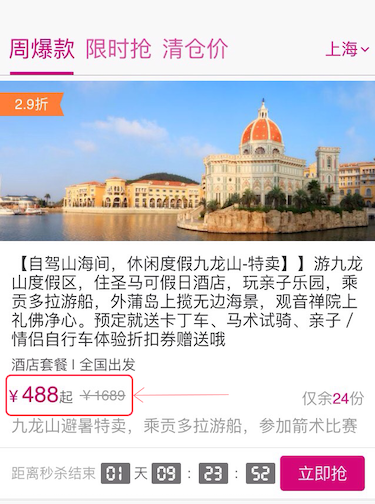 周爆款 限时抢 清仓价 上海
2.9折
【自驾山海间，休闲度假九龙山-特卖】】游九龙
山度假区，住圣马可假日酒店，玩亲子乐园，乘
贡多拉游船，外蒲岛上揽无边海景，观音禅院上
礼佛净心。预定就送卡丁车、马术试骑、亲子／
情侣自行车体验折扣券赠送哦
酒店套餐 I 全国出发
¥488起 ¥1689 仅余24份
九龙山避暑特卖，乘贡多拉游船，参加箭术比赛
距离秒杀结束 01 天 09 : 23 : 52 立即抢